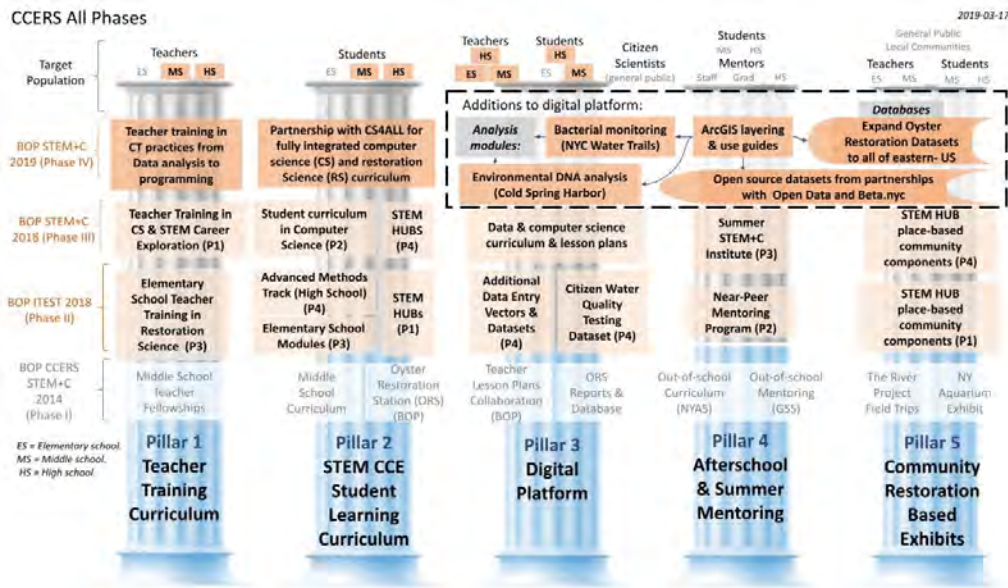 CCERS All Phases
2019-03-17
Target
Population
Teachers
ES MS HS
Students
ES MS HS
Teachers
HS
ES MS
Students
HS
ES MS
Citizen
Scientists
(general public)
Students
MS HS
Mentors
Staff Grad HS
General Public
Local Communities
Teachers
ES MS
Students
MS HS
BOP STEM+C
2019 (Phase IV)
Teacher training in
CT practices from
Data analysis to
programming
Partnership with CS4ALL for
fully integrated computer
science (CS) and restoration
Science (RS) curriculum
Additions to digital platform:
Analysis
modules:
Bacterial monitoring
(NYC Water Trails)
ArcGIS layering
& use guides
Databases
Expand Oyster
Restoration Datasets
to all of eastern- US
Environmental DNA analysis
(Cold Spring Harbor)
Open source datasets from partnerships
with Open Data and Beta.nyc
BOP STEM+C
2018 (Phase III)
Teacher Training in
CS & STEM Career
Exploration (P1)
Student curriculum
in Computer
Science (P2)
STEM
HUBS
(P4)
Data & computer science
curriculum & lesson plans
Summer
STEM+C
Institute (P3)
STEM HUB
place-based
community
components (P4)
BOP ITEST 2018
(Phase II)
Elementary
School Teacher
Training in
Restoration
Science (P3)
Advanced Methods
Track (High School)
(P4)
Elementary School
Modules (P3)
STEM
HUBs
(P1)
Additional
Data Entry
Vectors &
Datasets
(P4)
Citizen Water
Quality
Testing
Dataset (P4)
Near-Peer
Mentoring
Program (P2)
STEM HUB
place-based
community
components (P1)
BOP CCERS
STEM+C
2014
(Phase I)
Middle School
Teacher
Fellowships
Middle
School
Curriculum
Oyster
Restoration
Station (ORS)
(BOP)
Teacher
Lesson Plans
Collaboration
(BOP)
ORS
Reports &
Database
Out-of-school
Curriculum
(NYAS)
Out-of-school
Mentoring
(GSS)
The River
Project
Field Trips
NY
Aquarium
Exhibit
ES = Elementary school.
MS = Middle school.
HS = High school.
Pillar 1
Teacher
Training
Curriculum
Pillar 2
STEM CCE
Student
Learning
Curriculum
Pillar 3
Digital
Platform
Pillar 4
Afterschool
& Summer
Mentoring
Pillar 5
Community
Restoration
Based
Exhibits